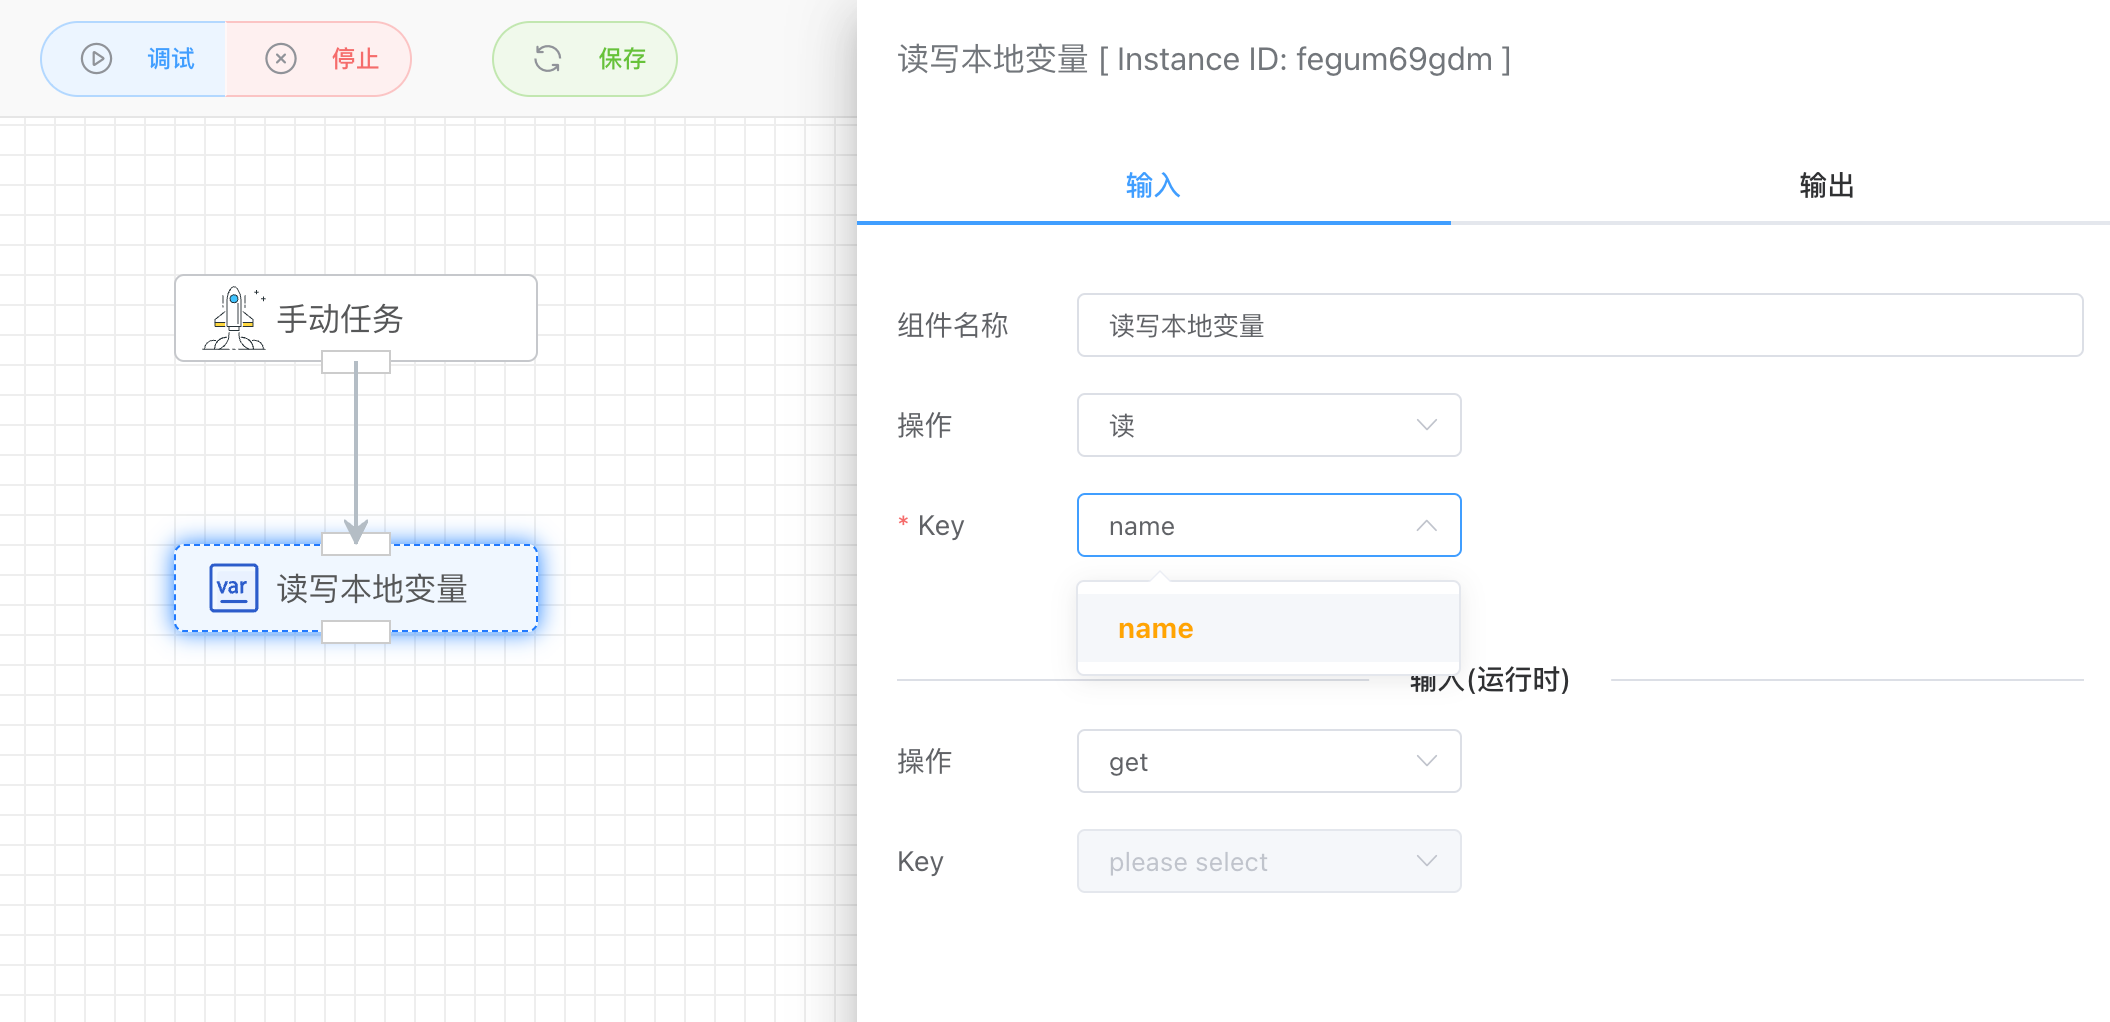 调试
停止
保存
手动任务
var
读写本地变量
读写本地变量 [ Instance ID: fegum69gdm ]
输入
输出
组件名称
读写本地变量
操作
读
* Key
name
name
输入(运行时)
操作
get
Key
please select